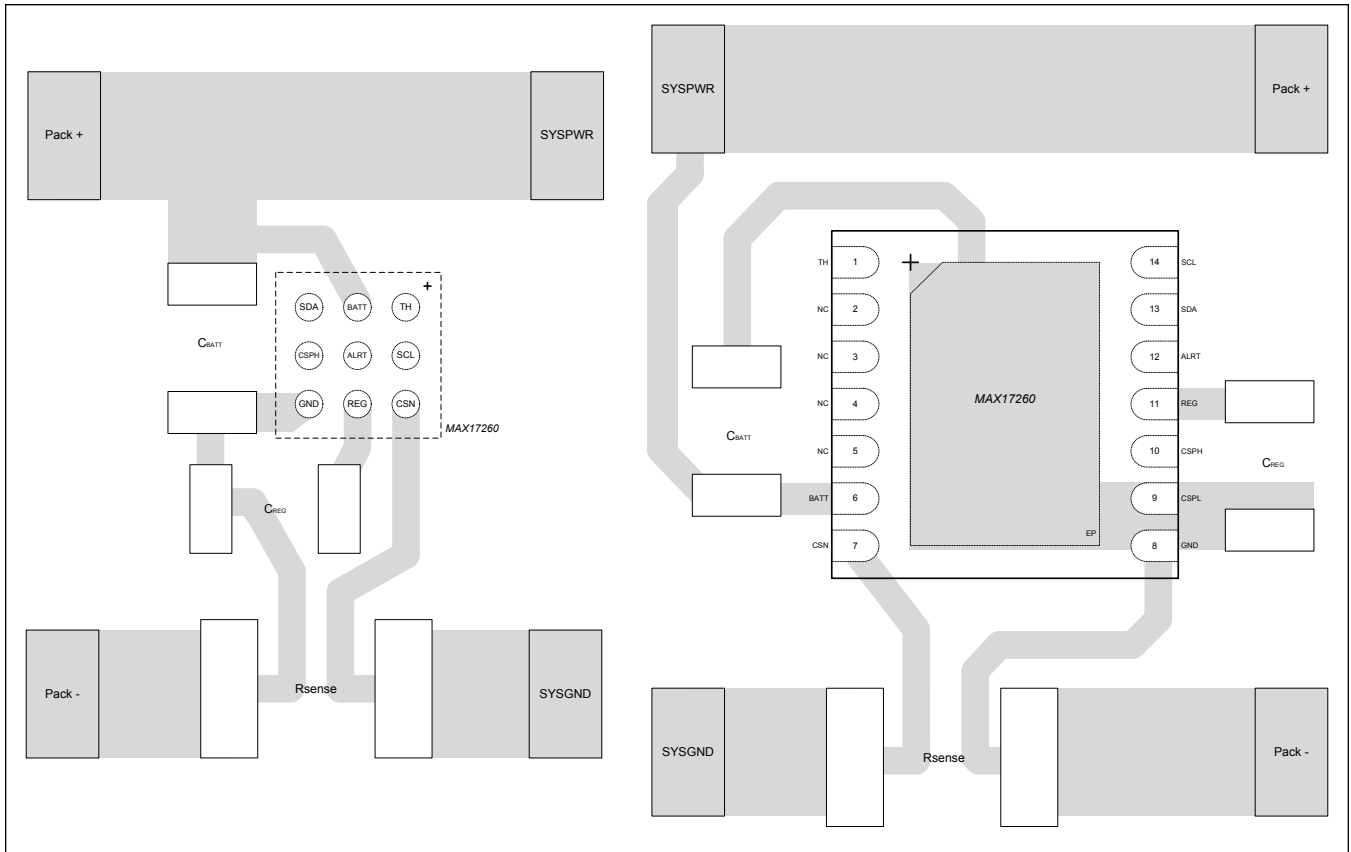 Pack +
SYSPWR
+
SDA
BATT
TH
CBATT
CSPH
ALRT
SCL
GND
REG
CSN
MAX17260
CREG
Pack -
Rsense
SYSGND
SYSPWR
Pack +
+
TH
1
14
SCL
NC
2
13
SDA
NC
3
12
ALRT
NC
4
MAX17260
11
REG
CBATT
NC
5
10
CSPH
CREG
BATT
6
9
CSPL
CSN
7
EP
8
GND
SYSGND
Rsense
Pack -